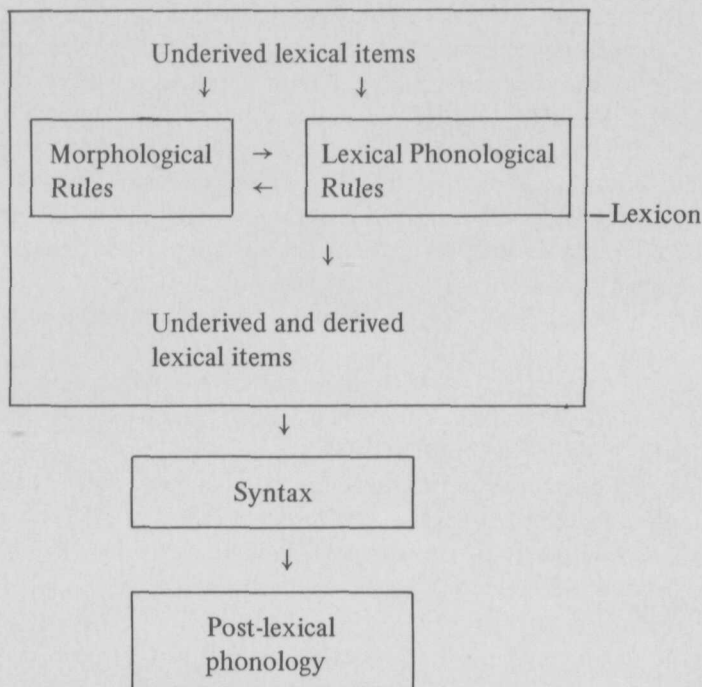 Underived lexical items
↓ ↓
Morphological → Lexical Phonological
Rules ← Rules
—Lexicon
↓
Underived and derived
lexical items
↓
Syntax
↓
Post-lexical
phonology